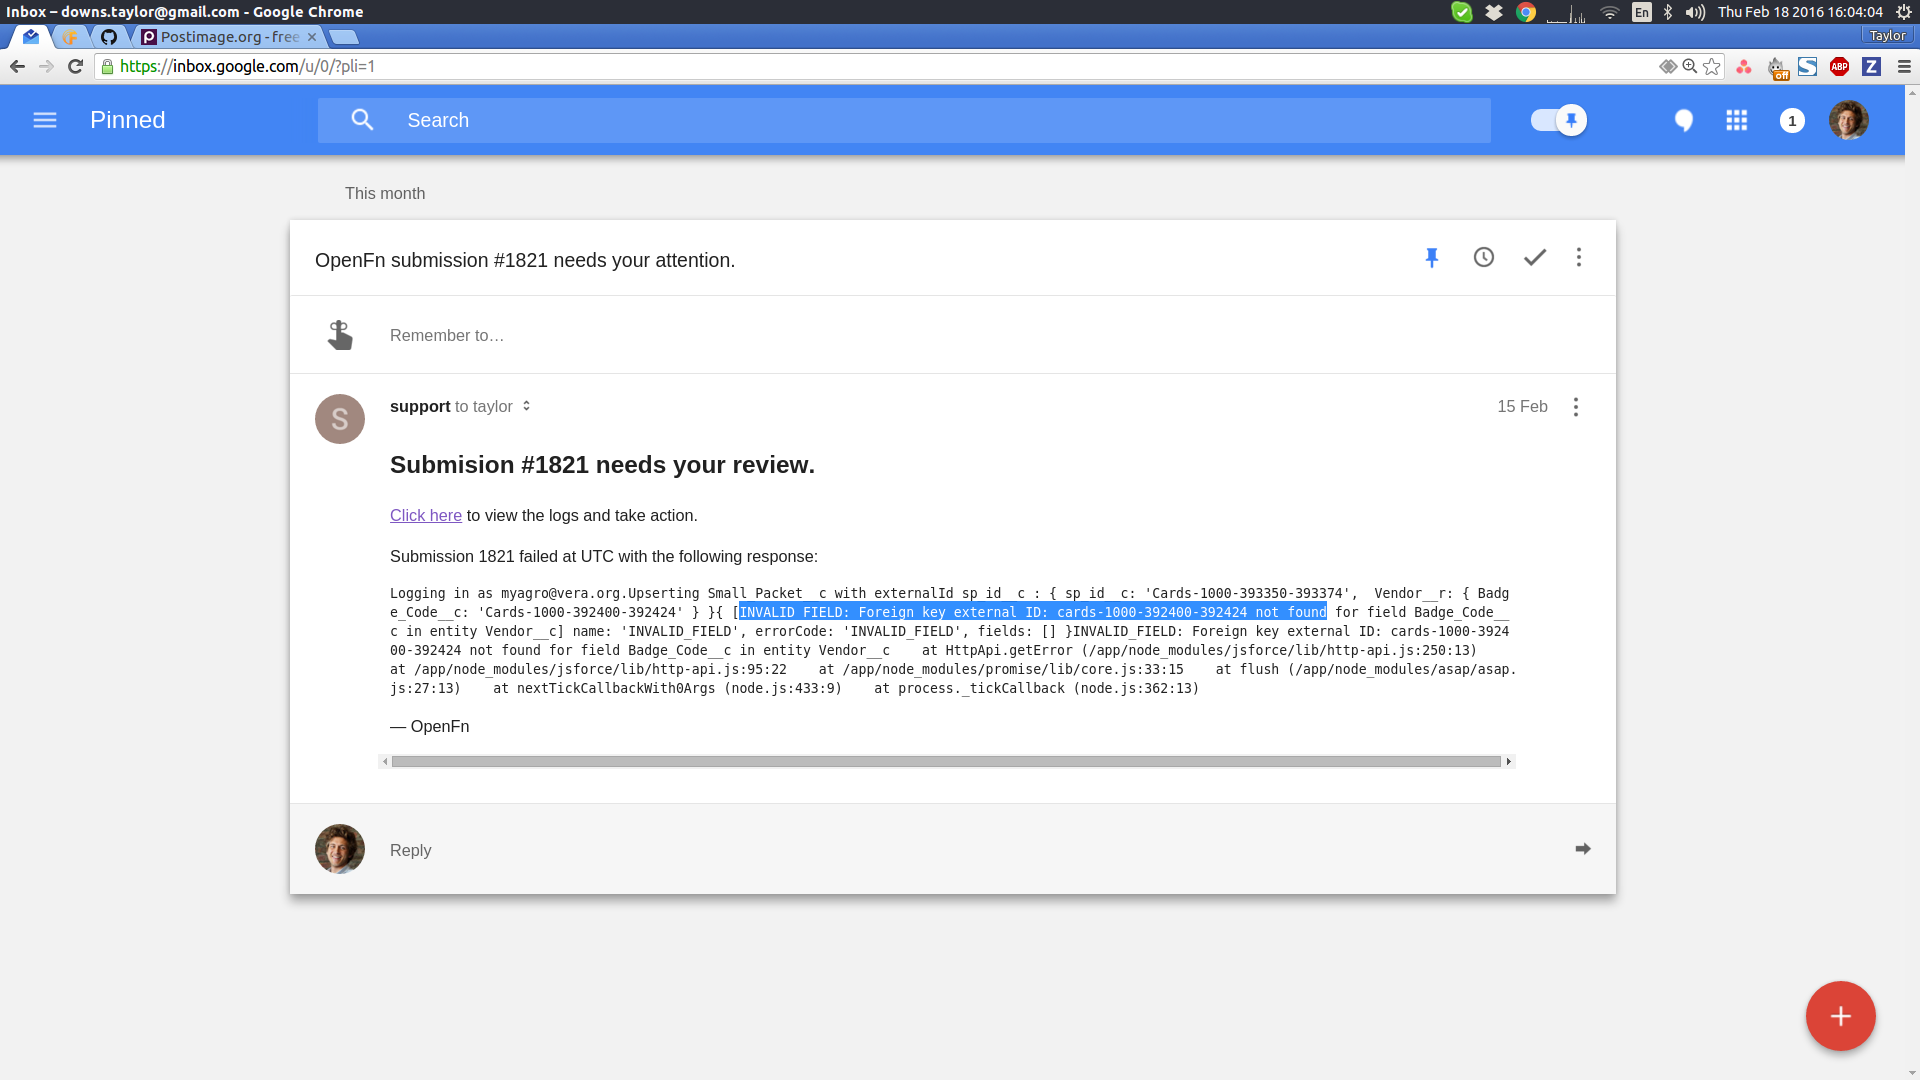 Inbox – downs.taylor@gmail.com - Google Chrome
En
Thu Feb 18 2016 16:04:04
Postimage.org - free
Taylor
https://inbox.google.com/u/0/?pli=1
off
S
ABP
Z
Pinned
Search
1
This month
OpenFn submission #1821 needs your attention.
Remember to…
S
support to taylor
15 Feb
Submision #1821 needs your review.
Click here to view the logs and take action.
Submission 1821 failed at UTC with the following response:
Logging in as myagro@vera.org.Upserting Small_Packet__c with externalId sp_id__c : { sp_id__c: 'Cards-1000-393350-393374',  Vendor__r: { Badg
e_Code__c: 'Cards-1000-392400-392424' } }{ [INVALID_FIELD: Foreign key external ID: cards-1000-392400-392424 not found for field Badge_Code__
c in entity Vendor__c] name: 'INVALID_FIELD', errorCode: 'INVALID_FIELD', fields: [] }INVALID_FIELD: Foreign key external ID: cards-1000-3924
00-392424 not found for field Badge_Code__c in entity Vendor__c    at HttpApi.getError (/app/node_modules/jsforce/lib/http-api.js:250:13)
at /app/node_modules/jsforce/lib/http-api.js:95:22    at /app/node_modules/promise/lib/core.js:33:15    at flush (/app/node_modules/asap/asap.
js:27:13)    at nextTickCallbackWith0Args (node.js:433:9)    at process._tickCallback (node.js:362:13)
— OpenFn
Reply